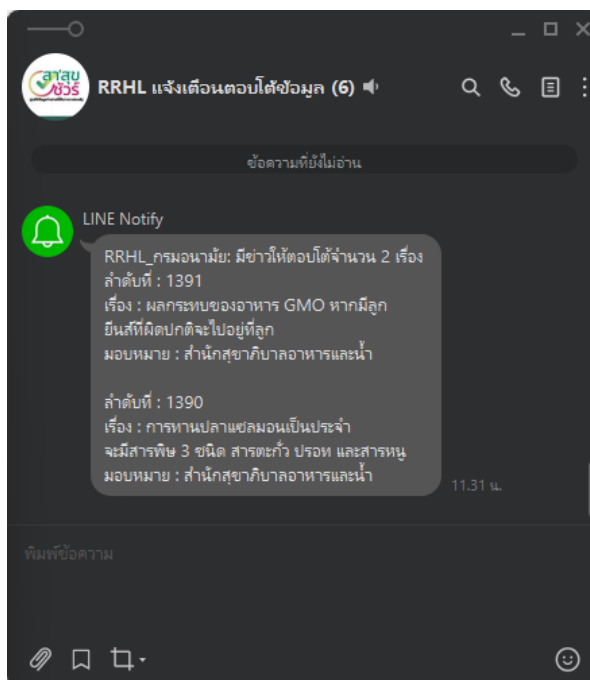 สาสุข
ชัวร์
RRHL แจ้งเตือนตอบโต้ข้อมูล (6)
ข้อความที่ยังไม่อ่าน
LINE Notify
RRHL_กรมอนามัย: มีข่าวให้ตอบโต้จำนวน 2 เรื่อง
ลำดับที่ : 1391
เรื่อง : ผลกระทบของอาหาร GMO หากมีลูก
ยีนส์ที่ผิดปกติจะไปอยู่ที่ลูก
มอบหมาย : สำนักสุขาภิบาลอาหารและน้ำ
ลำดับที่ : 1390
เรื่อง : การทานปลาแซลมอนเป็นประจำ
จะมีสารพิษ 3 ชนิด สารตะกั่ว ปรอท และสารหนู
มอบหมาย : สำนักสุขาภิบาลอาหารและน้ำ
11.31 น.
พิมพ์ข้อความ